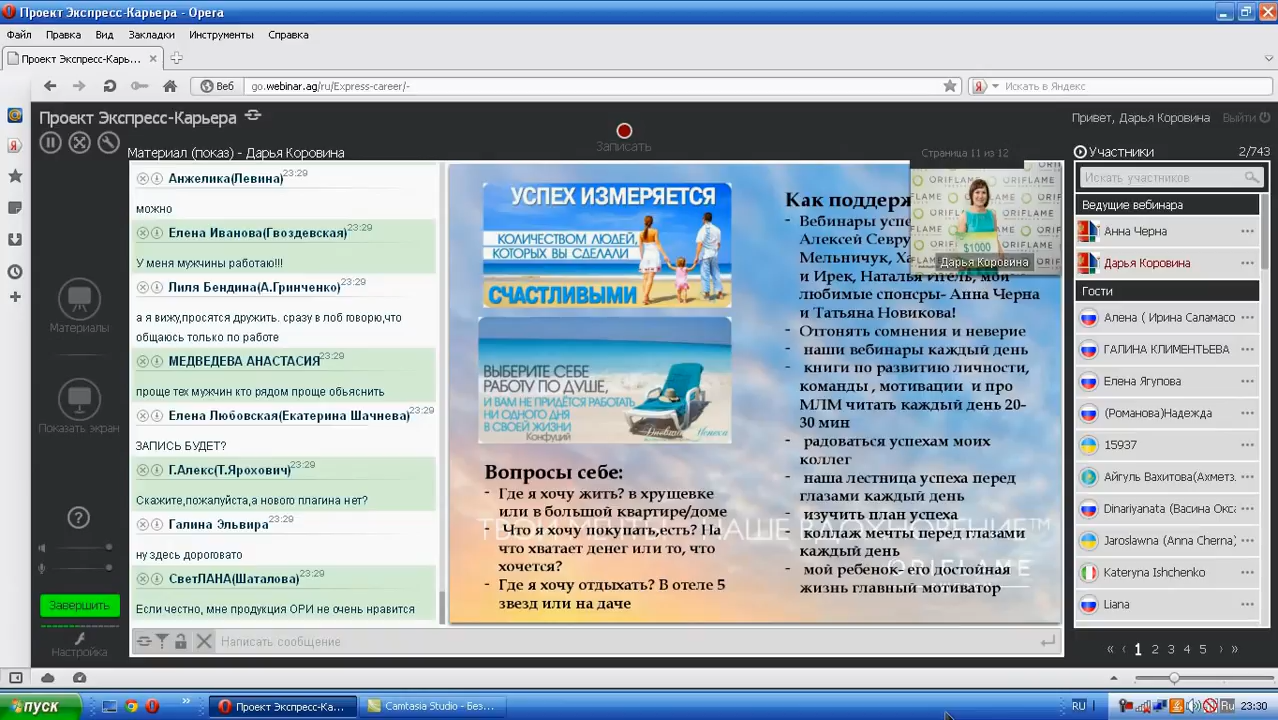 Проект Экспресс-Карьера - Opera
Файл Правка Вид Закладки Инструменты Справка
Проект Экспресс-Карь...
Веб go.webinar.ag/ru/Express-career/-
Искать в Яндекс
Проект Экспресс-Карьера
Привет, Дарья Коровина Выйти
Записать
Материал (показ) - Дарья Коровина
Страница 11 из 12
Анжелика(Левина) 23:29
можно
Елена Иванова(Гвоздевская) 23:29
У меня мужчины работаю!!!
Лиля Бендина(А.Гринченко) 23:29
а я вижу,просятся дружить. сразу в лоб говорю,что
общаюсь только по работе
МЕДВЕДЕВА АНАСТАСИЯ 23:29
проще тех мужчин кто рядом проще обьяснить
Елена Любовская(Екатерина Шачнева) 23:29
ЗАПИСЬ БУДЕТ?
Г.Алекс(Т.Ярохович) 23:29
Скажите,пожалуйста,а нового плагина нет?
Галина Эльвира 23:29
ну здесь дороговато
СветЛАНА(Шаталова) 23:29
Если честно, мне продукция ОРИ не очень нравится
Написать сообщение
Материалы
Показать экран
Завершить
Настройка
УСПЕХ ИЗМЕРЯЕТСЯ
КОЛИЧЕСТВОМ ЛЮДЕЙ,
КОТОРЫХ ВЫ СДЕЛАЛИ
СЧАСТЛИВЫМИ
ВЫБЕРИТЕ СЕБЕ
РАБОТУ ПО ДУШЕ,
И ВАМ НЕ ПРИДЁТСЯ РАБОТАТЬ
НИ ОДНОГО ДНЯ
В СВОЕЙ ЖИЗНИ
Конфуций
Вопросы себе:
- Где я хочу жить? в хрушевке
или в большой квартире/доме
- Что я хочу покупать,есть? На
что хватает денег или то, что
хочется?
- Где я хочу отдыхать? В отеле 5
звезд или на даче
Как поддерж
- Вебинары успе
Алексей Севру
Мельничук, Ха
и Ирек, Наталья Итель, мои
любимые спонсры- Анна Черна
и Татьяна Новикова!
- Отгонять сомнения и неверие
- наши вебинары каждый день
- книги по развитию личности,
команды , мотивации и про
МЛМ читать каждый день 20-
30 мин
- радоваться успехам моих
коллег
- наша лестница успеха перед
глазами каждый день
- изучить план успеха
- коллаж мечты перед глазами
каждый день
- мой ребенок- его достойная
жизнь главный мотиватор
ТВОИ МЕЧТЫ – НАШЕ ВДОХНОВЕНИЕ™
ORIFLAME
ORIFLAME
$1000
Дарья Коровина
Участники 2/743
Искать участников
Ведущие вебинара
Анна Черна
Дарья Коровина
Гости
Алена ( Ирина Саламасо
ГАЛИНА КЛИМЕНТЬЕВА
Елена Ягупова
(Романова)Надежда
15937
Айгуль Вахитова(Ахметз
Dinariyanata (Васина Окс
Jaroslawna (Anna Cherna)
Kateryna Ishchenko
Liana
« ‹ 1 2 3 4 5 › »
пуск
Проект Экспресс-Ка...
Camtasia Studio - Без...
RU
Ru
23:30